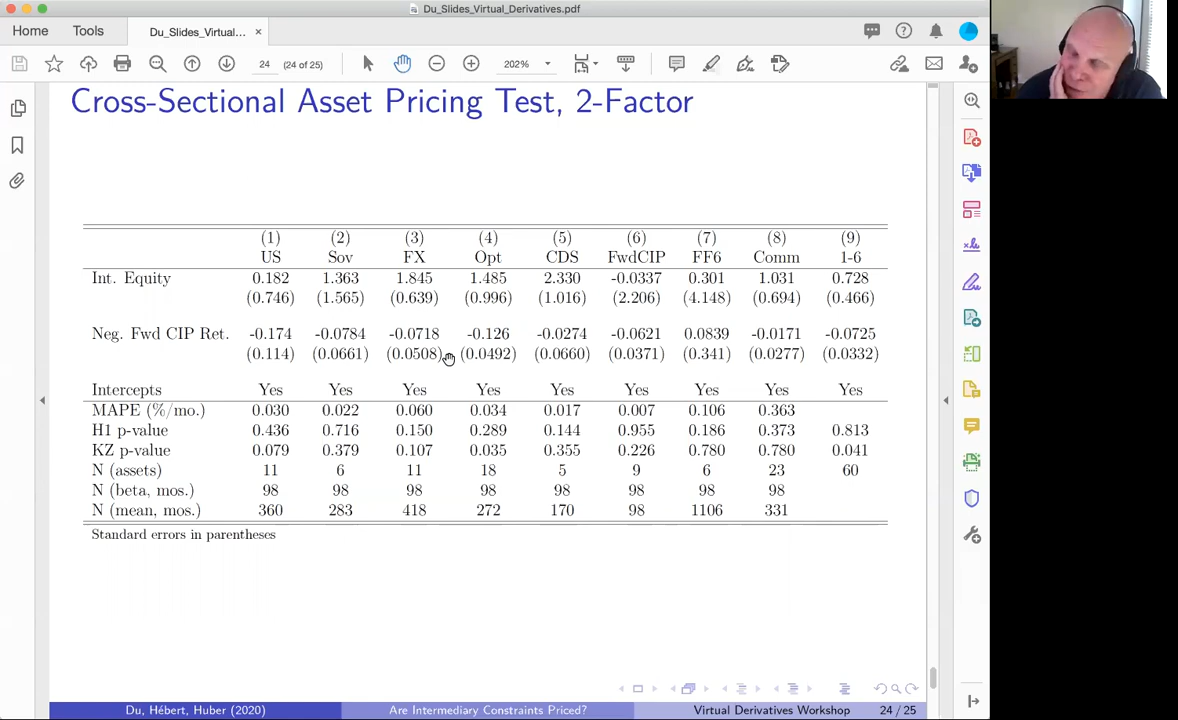 Du_Slides_Virtual_Derivatives.pdf
Home Tools Du_Slides_Virtual... ×
24 (24 of 25) 202%
Cross-Sectional Asset Pricing Test, 2-Factor
(1) (2) (3) (4) (5) (6) (7) (8) (9)
US Sov FX Opt CDS FwdCIP FF6 Comm 1-6
Int. Equity 0.182 1.363 1.845 1.485 2.330 -0.0337 0.301 1.031 0.728
(0.746) (1.565) (0.639) (0.996) (1.016) (2.206) (4.148) (0.694) (0.466)
Neg. Fwd CIP Ret. -0.174 -0.0784 -0.0718 -0.126 -0.0274 -0.0621 0.0839 -0.0171 -0.0725
(0.114) (0.0661) (0.0508) (0.0492) (0.0660) (0.0371) (0.341) (0.0277) (0.0332)
Intercepts Yes Yes Yes Yes Yes Yes Yes Yes Yes
MAPE (%/mo.) 0.030 0.022 0.060 0.034 0.017 0.007 0.106 0.363
H1 p-value 0.436 0.716 0.150 0.289 0.144 0.955 0.186 0.373 0.813
KZ p-value 0.079 0.379 0.107 0.035 0.355 0.226 0.780 0.780 0.041
N (assets) 11 6 11 18 5 9 6 23 60
N (beta, mos.) 98 98 98 98 98 98 98 98
N (mean, mos.) 360 283 418 272 170 98 1106 331
Standard errors in parentheses
Du, Hébert, Huber (2020) Are Intermediary Constraints Priced? Virtual Derivatives Workshop 24 / 25